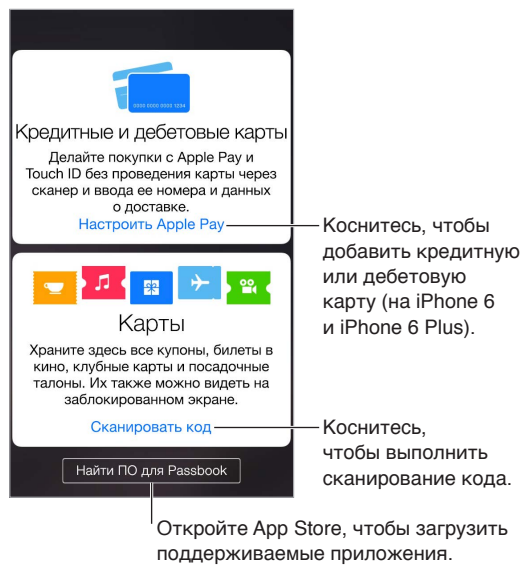 0000 0000 0000 1234
Кредитные и дебетовые карты
Делайте покупки с Apple Pay и
Touch ID без проведения карты через
сканер и ввода ее номера и данных
о доставке.
Настроить Apple Pay
Коснитесь, чтобы
добавить кредитную
или дебетовую
карту (на iPhone 6
и iPhone 6 Plus).
Карты
Храните здесь все купоны, билеты в
кино, клубные карты и посадочные
талоны. Их также можно видеть на
заблокированном экране.
Сканировать код
Коснитесь,
чтобы выполнить
сканирование кода.
Найти ПО для Passbook
Откройте App Store, чтобы загрузить
поддерживаемые приложения.